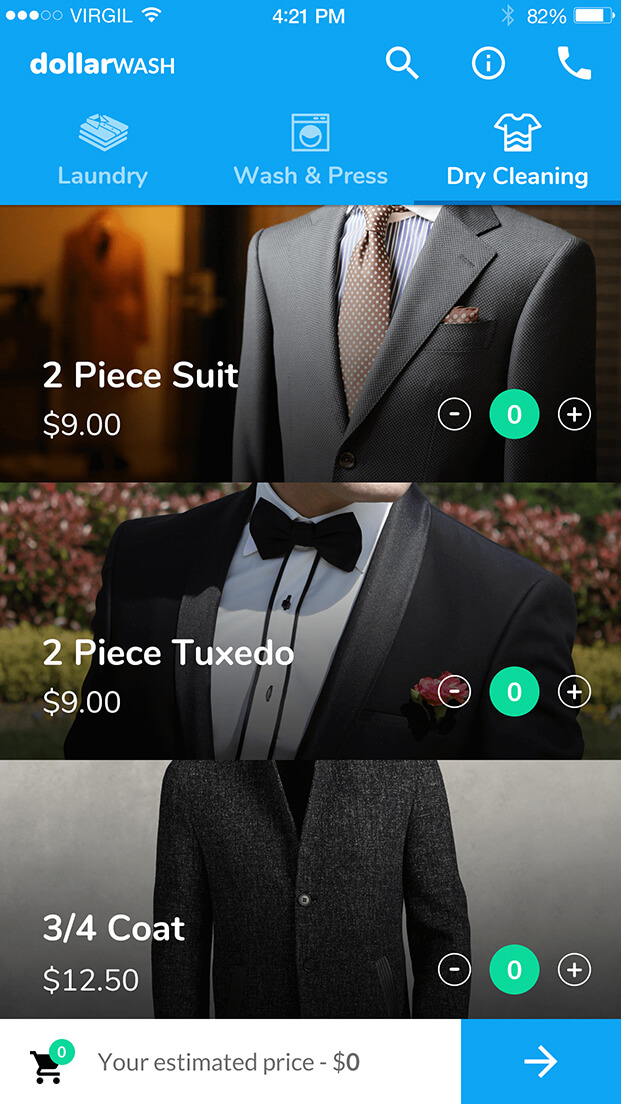 VIRGIL 4:21 PM 82%
dollarWASH
Laundry Wash & Press Dry Cleaning
2 Piece Suit
$9.00
- 0 +
2 Piece Tuxedo
$9.00
- 0 +
3/4 Coat
$12.50
- 0 +
0 Your estimated price - $0